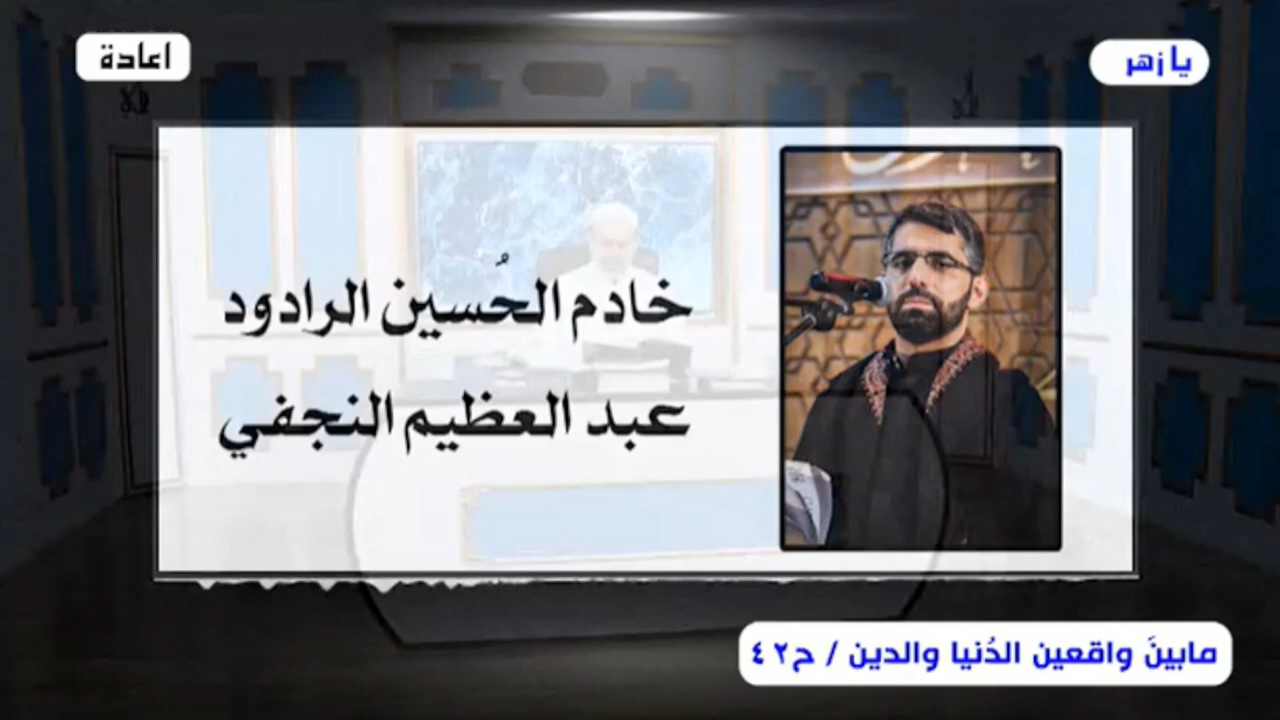 يا زهر
اعادة
خادم الحُسين الرادود
عبد العظيم النجفي
مابينَ واقعين الدُنيا والدين / ح٤٢